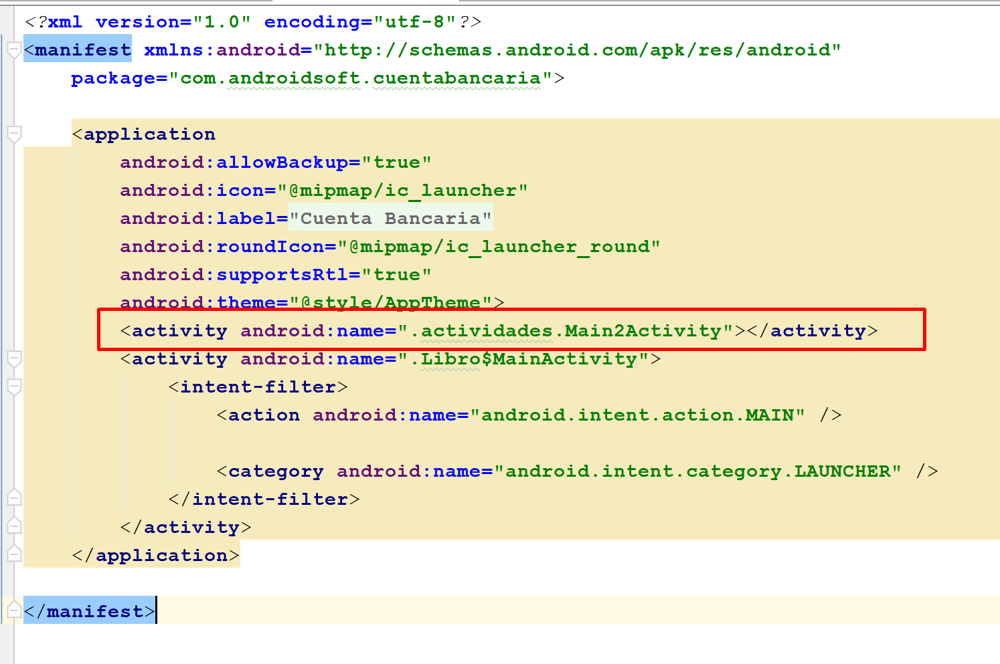 <?xml version="1.0" encoding="utf-8"?>
<manifest xmlns:android="http://schemas.android.com/apk/res/android"
    package="com.androidsoft.cuentabancaria">
    <application
        android:allowBackup="true"
        android:icon="@mipmap/ic_launcher"
        android:label="Cuenta Bancaria"
        android:roundIcon="@mipmap/ic_launcher_round"
        android:supportsRtl="true"
        android:theme="@style/AppTheme">
        <activity android:name=".actividades.Main2Activity"></activity>
        <activity android:name=".Libro$MainActivity">
            <intent-filter>
                <action android:name="android.intent.action.MAIN" />
                <category android:name="android.intent.category.LAUNCHER" />
            </intent-filter>
        </activity>
    </application>
</manifest>